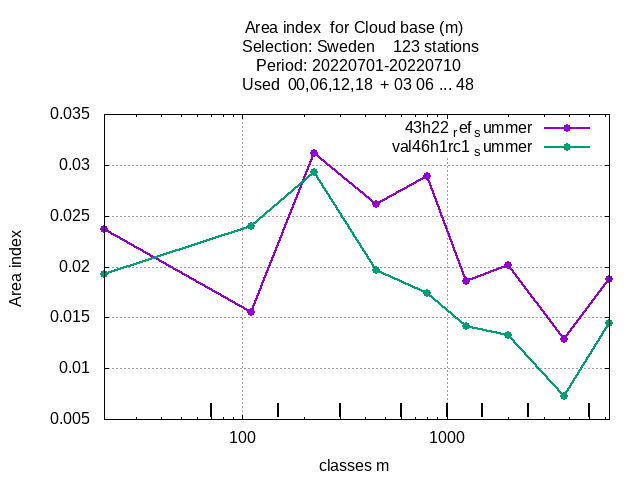 Area index  for Cloud base (m)
Selection: Sweden    123 stations
Period: 20220701-20220710
Used  00,06,12,18  + 03 06 ... 48
0.035
0.03
0.025
0.02
0.015
0.01
0.005
Area index
43h22 ref summer
val46h1rc1 summer
100
1000
classes m